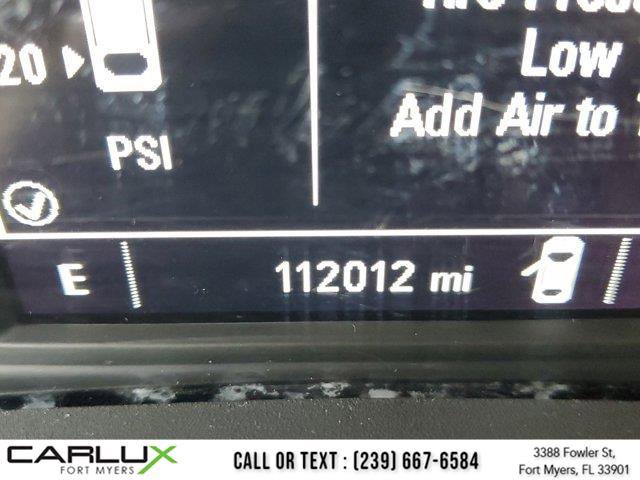 Low
20
Add Air to
PSI
E
112012 mi
CARLUX
FORT MYERS
CALL OR TEXT : (239) 667-6584
3388 Fowler St,
Fort Myers, FL 33901